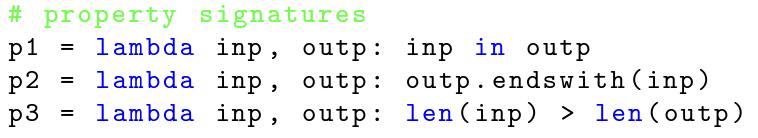 # property signatures
p1 = lambda inp, outp: inp in outp
p2 = lambda inp, outp: outp.endswith(inp)
p3 = lambda inp, outp: len(inp) > len(outp)